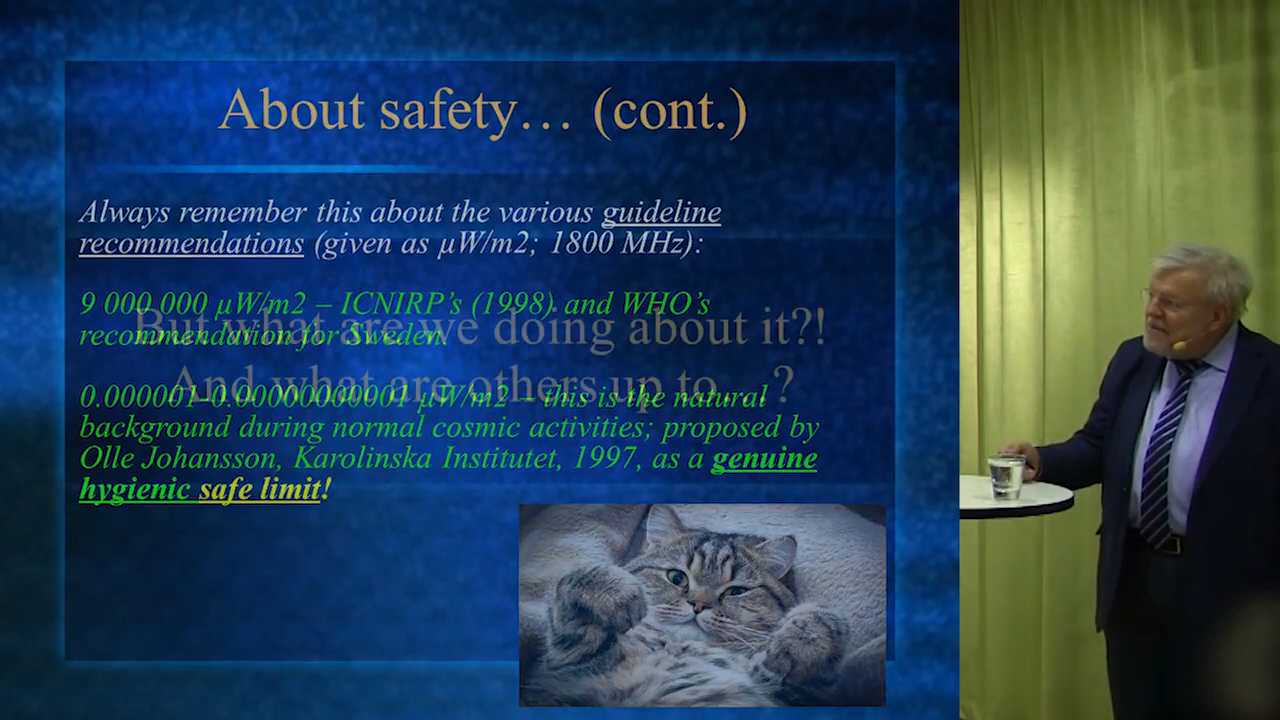 About safety… (cont.)
Always remember this about the various guideline
recommendations (given as µW/m2; 1800 MHz):
9 000 000 µW/m2 – ICNIRP's (1998) and WHO's
recommendation for Sweden!
But what are we doing about it?!
And what are others up to…?
0.000001-0.00000000001 µW/m2 – this is the natural
background during normal cosmic activities; proposed by
Olle Johansson, Karolinska Institutet, 1997, as a genuine
hygienic safe limit!